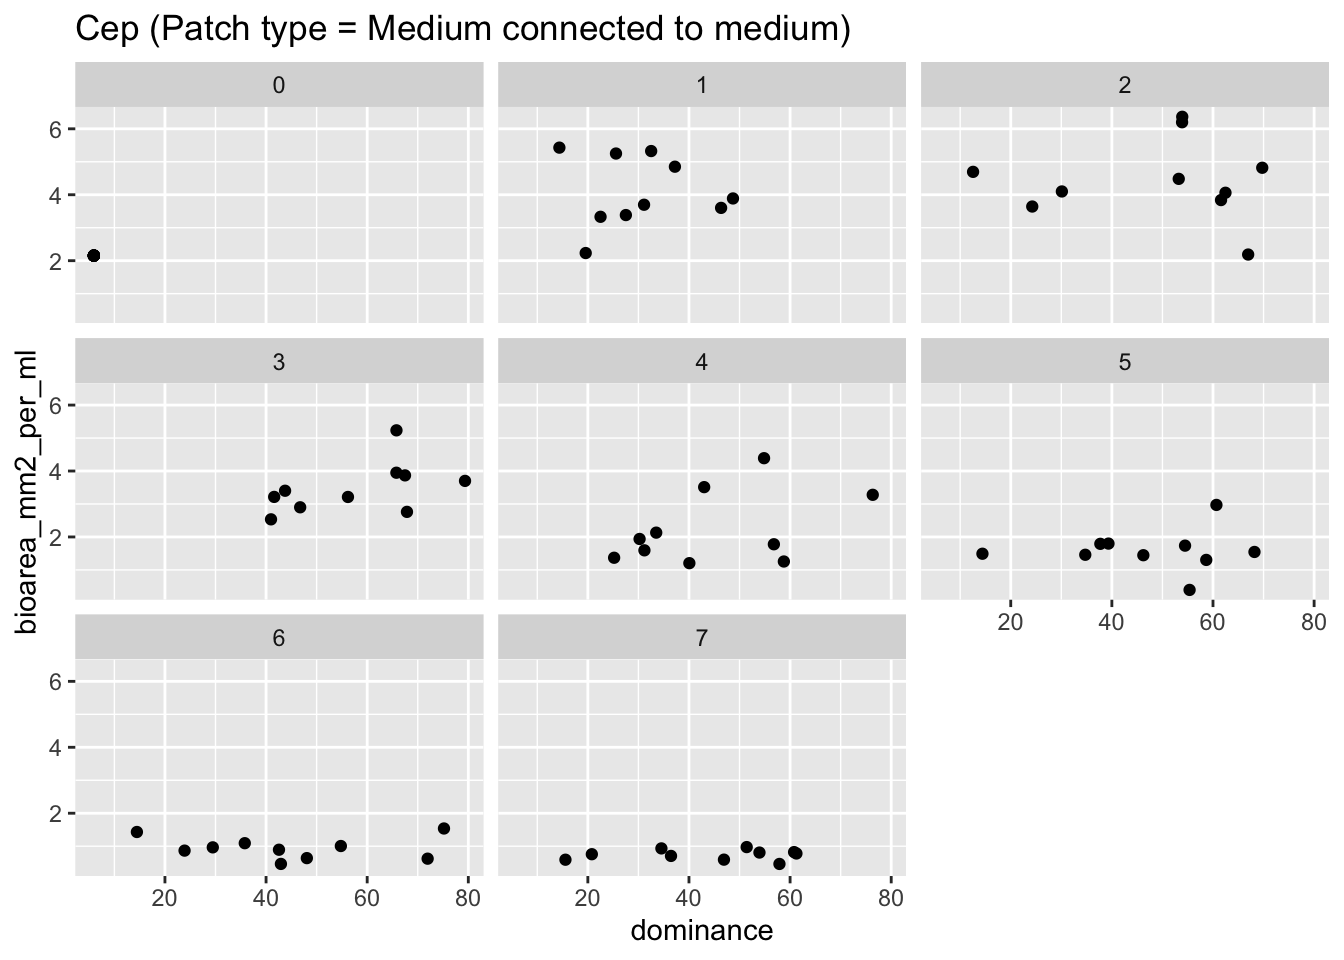 Cep (Patch type = Medium connected to medium)
0 1 2
6
4
2
3 4 5
6
4
2
20 40 60 80
6 7
6
4
2
20 40 60 80 20 40 60 80
bioarea_mm2_per_ml
dominance